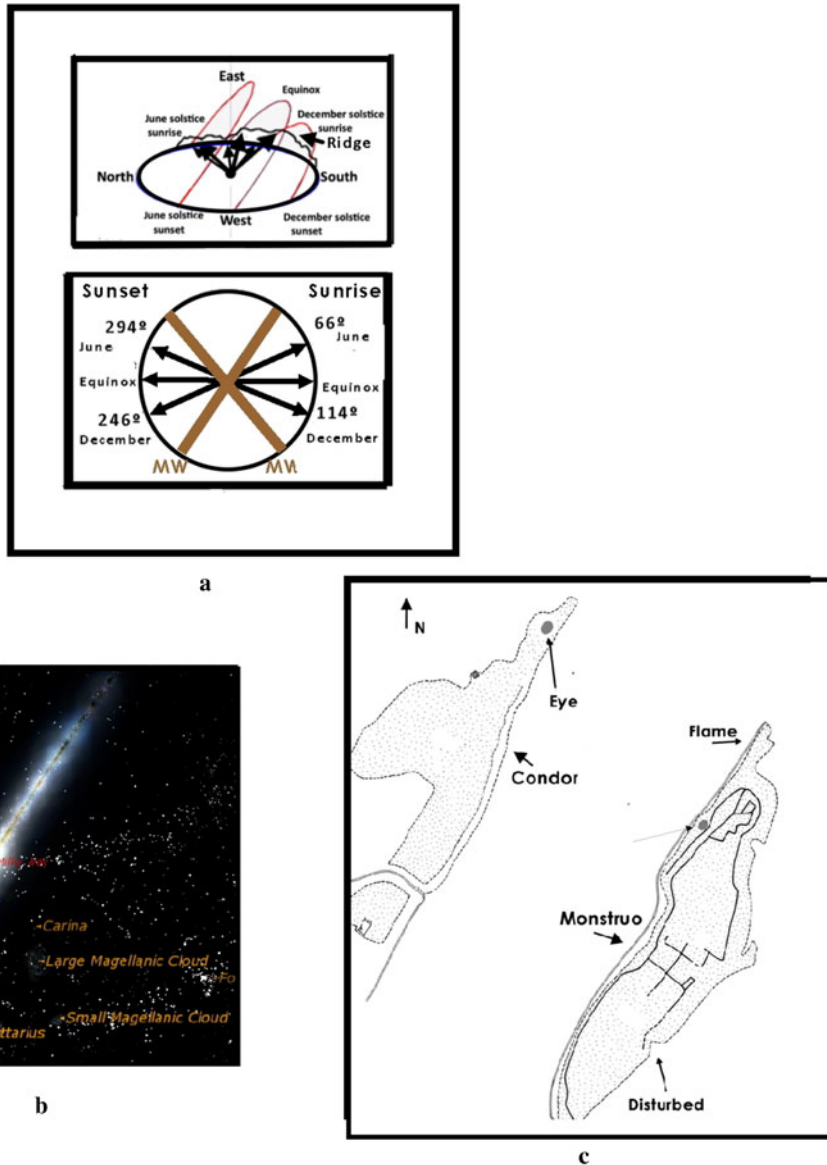 East
Equinox
June solstice
sunrise
December solstice
sunrise
Ridge
North
South
June solstice
sunset
West
December solstice
sunset
Sunset
Sunrise
294º
June
66º
June
Equinox
Equinox
246º
December
114º
December
MW
a
N
Eye
Condor
Flame
Monstruo
Disturbed
c
Carina
Large Magellanic Cloud
Fo
Small Magellanic Cloud
ttarius
b